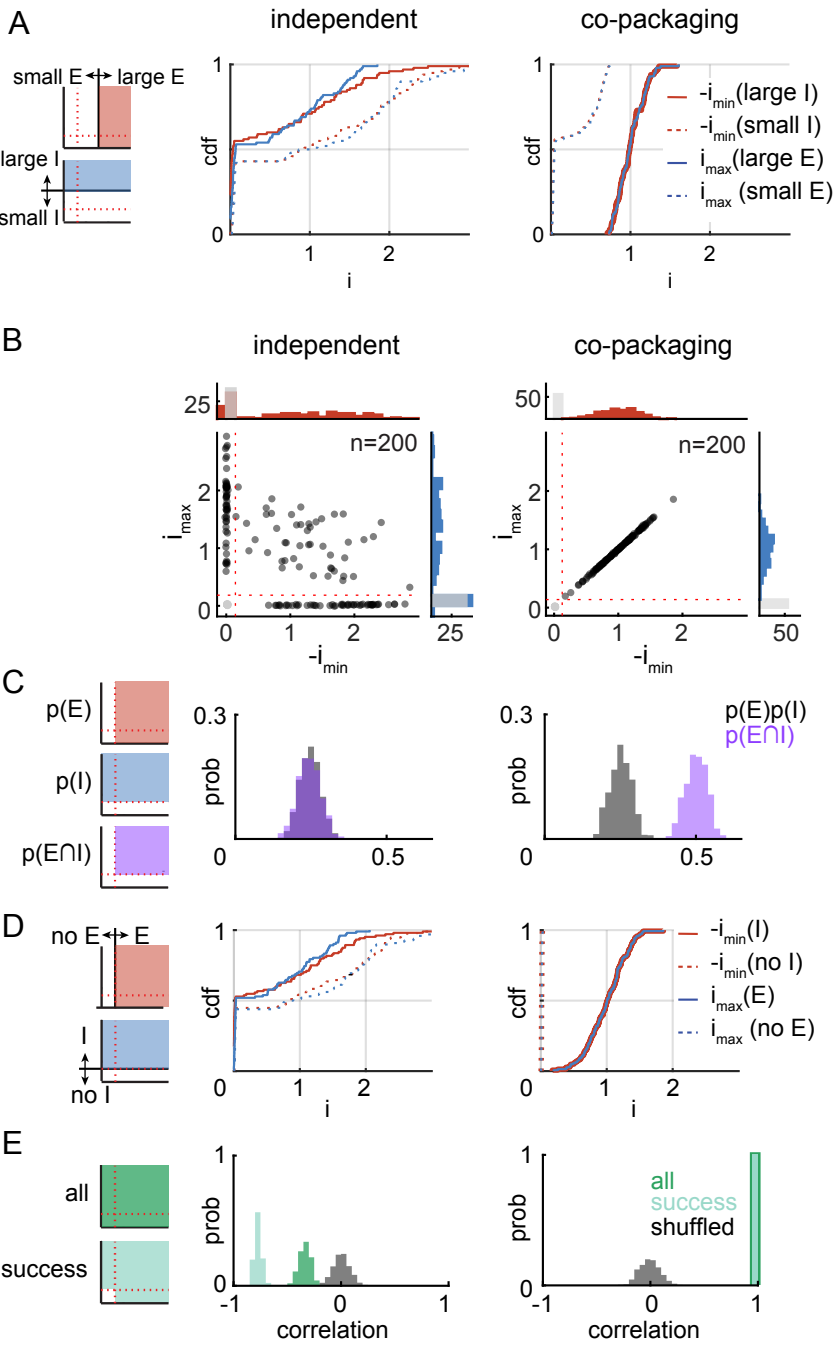 A
independent
co-packaging
small E
large E
large I
small I
cdf
1
0
1
2
i
cdf
1
0
1
2
i
-imin(large I)
-imin(small I)
imax(large E)
imax (small E)
B
independent
co-packaging
25
n=200
imax
2
1
0
0
1
2
-imin
25
50
n=200
imax
2
1
0
0
1
2
-imin
50
C
p(E)
p(I)
p(E∩I)
0.3
prob
0
0.5
0.3
prob
0
0.5
p(E)p(I)
p(E∩I)
D
no E
E
I
no I
cdf
1
0
1
2
i
cdf
1
0
1
2
i
-imin(I)
-imin(no I)
imax(E)
imax (no E)
E
all
success
1
prob
0
-1
0
1
correlation
1
prob
0
-1
0
1
correlation
all
success
shuffled